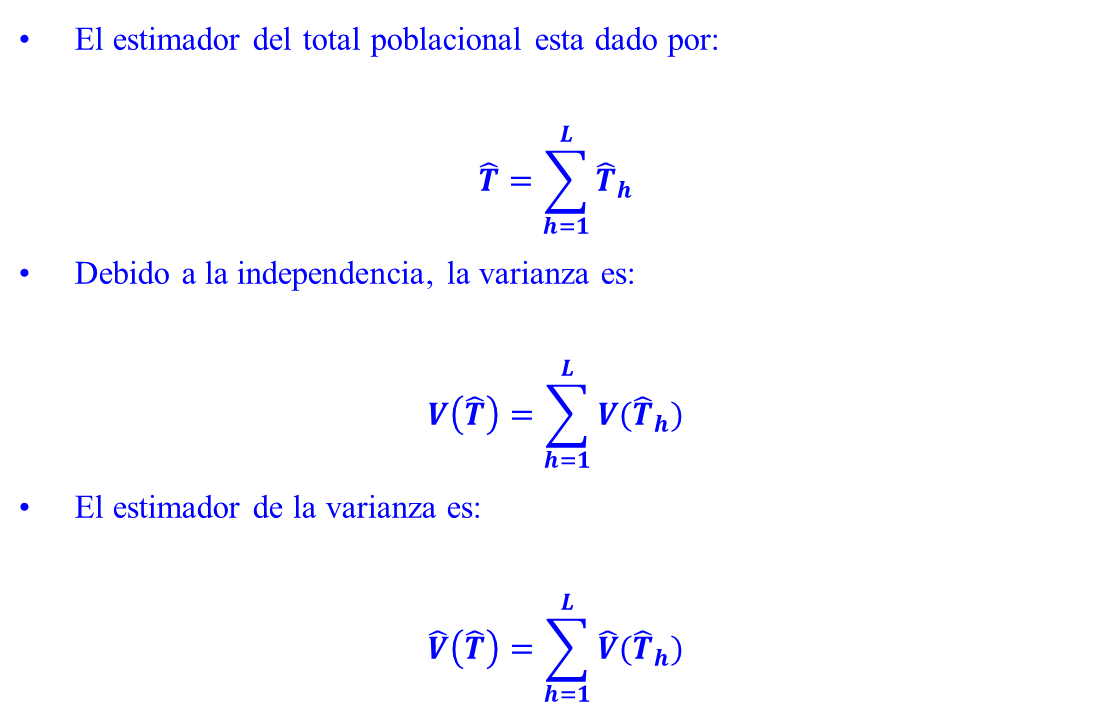 • El estimador del total poblacional esta dado por:
T̂ = ∑_{h=1}^{L} T̂_h
• Debido a la independencia, la varianza es:
V(T̂) = ∑_{h=1}^{L} V(T̂_h)
• El estimador de la varianza es:
V̂(T̂) = ∑_{h=1}^{L} V̂(T̂_h)